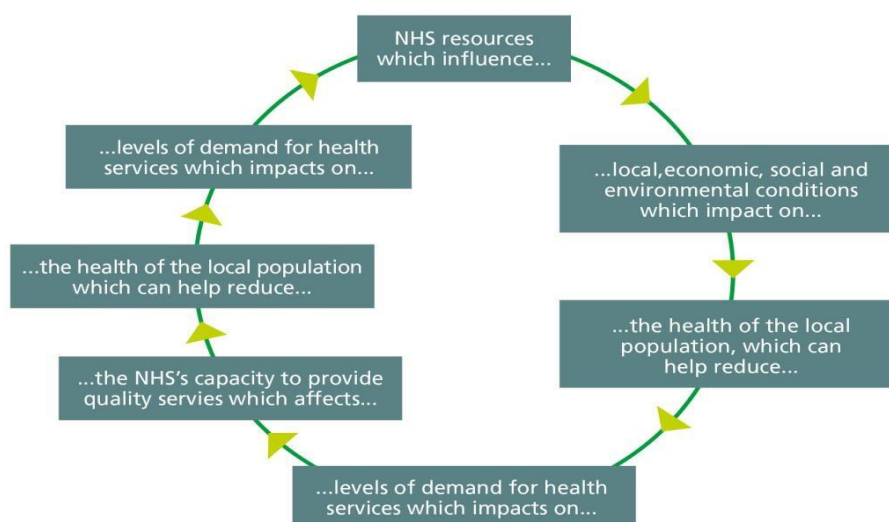 NHS resources
which influence...
...local,economic, social and
environmental conditions
which impact on...
...the health of the local
population, which can
help reduce...
...levels of demand for health
services which impacts on...
...the NHS's capacity to provide
quality servies which affects...
...the health of the local population
which can help reduce...
...levels of demand for health
services which impacts on...